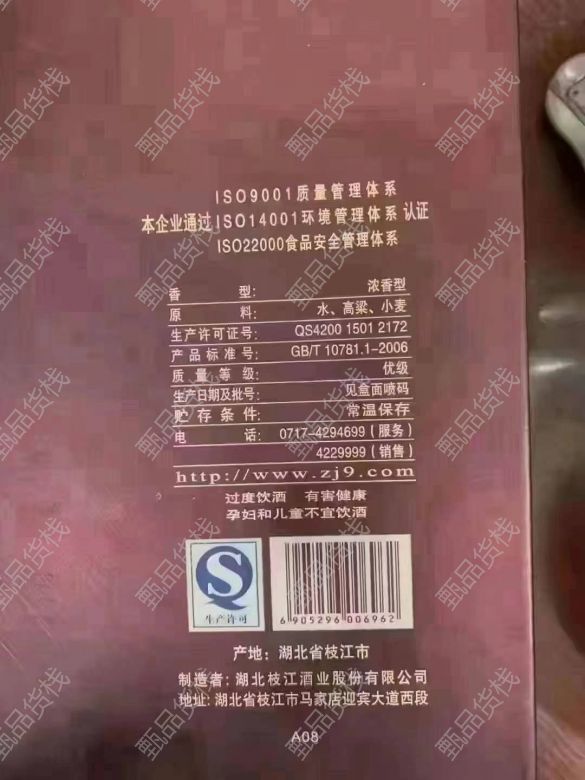 ISO9001质量管理体系
本企业通过 ISO14001环境管理体系 认证
ISO22000食品安全管理体系
香型: 浓香型
原料: 水、高粱、小麦
生产许可证号: QS4200 1501 2172
产品标准号: GB/T 10781.1-2006
质量等级: 优级
生产日期及批号: 见盒面喷码
贮存条件: 常温保存
电话: 0717-4294699(服务)
4229999(销售)
http://www.zj9.com
过度饮酒 有害健康
孕妇和儿童不宜饮酒
生产许可
6 905296 006962
产地: 湖北省枝江市
制造者: 湖北枝江酒业股份有限公司
地址: 湖北省枝江市马家店迎宾大道西段
A08
甄品货栈